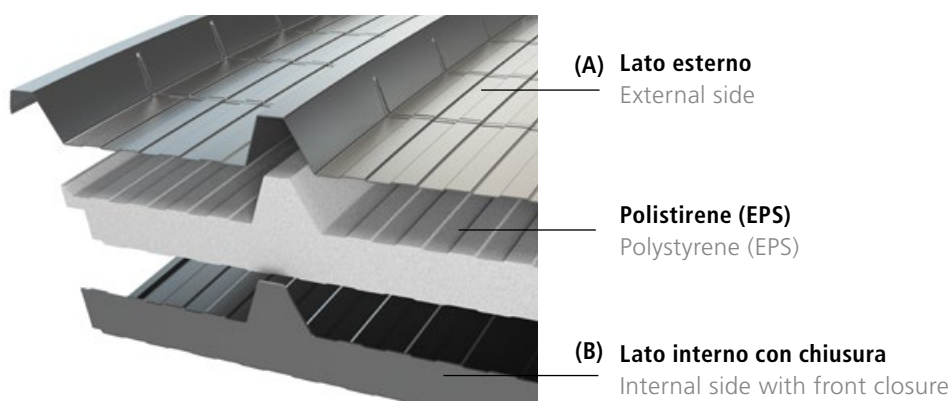 (A) Lato esterno
External side
Polistirene (EPS)
Polystyrene (EPS)
(B) Lato interno con chiusura
Internal side with front closure